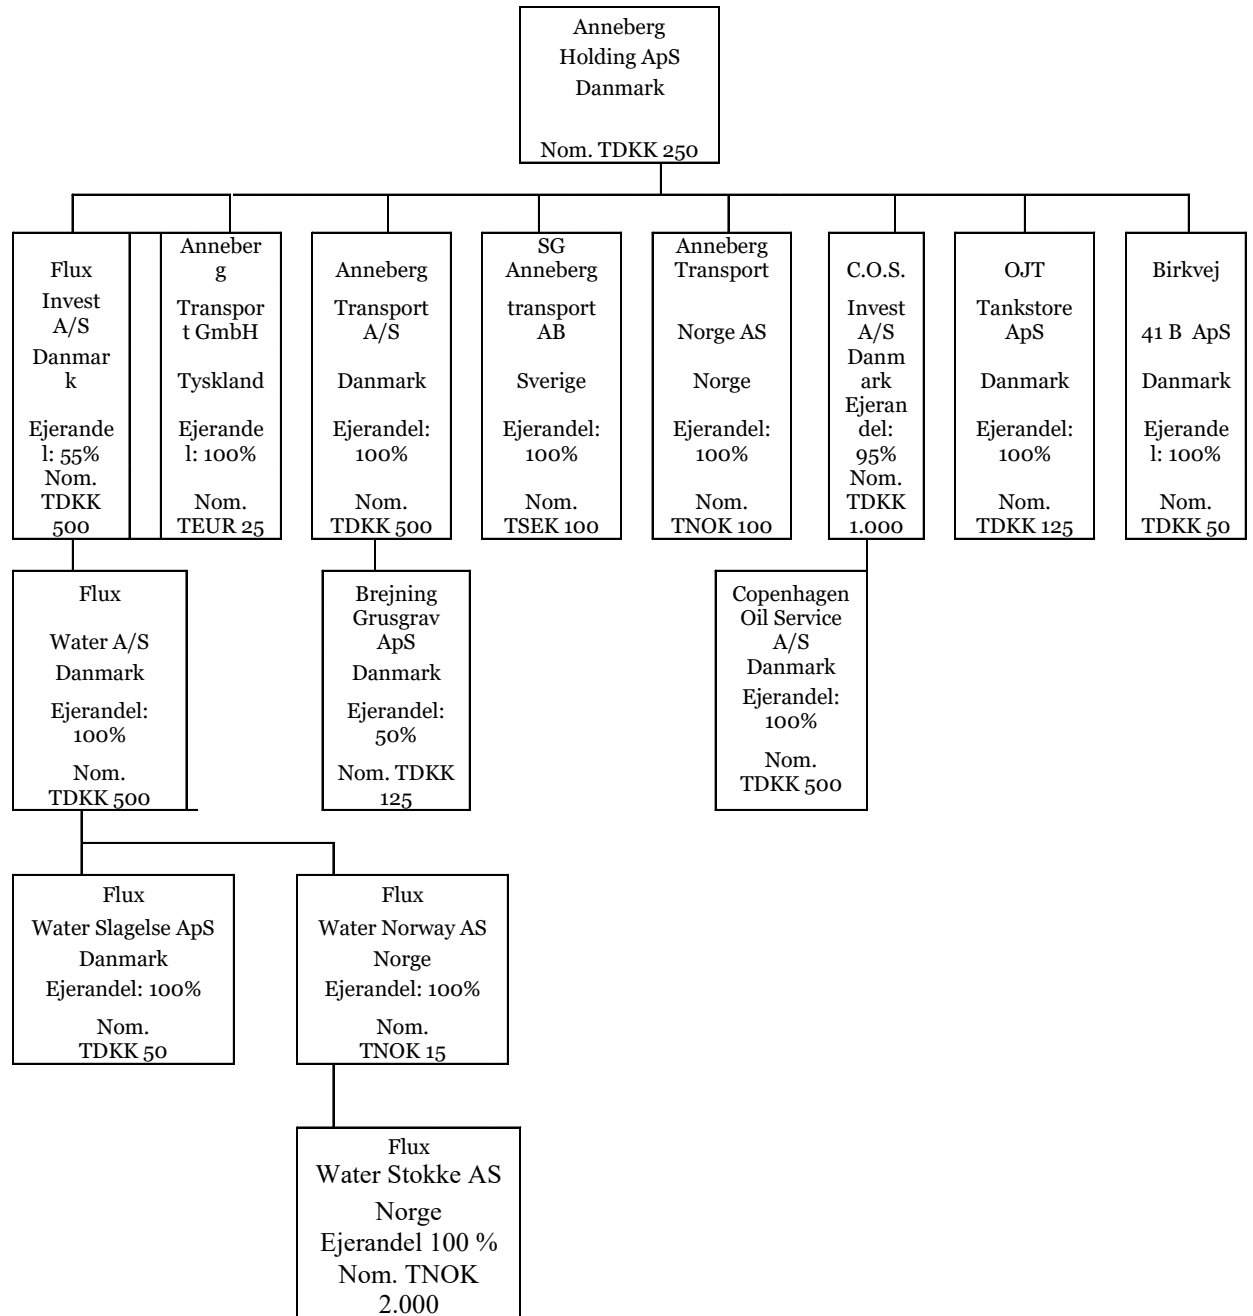 Anneberg
Holding ApS
Danmark
Nom. TDKK 250
Flux
Invest
A/S
Danmar
k
Ejerande
l: 55%
Nom.
TDKK
500
Anneber
g
Transpor
t GmbH
Tyskland
Ejerande
l: 100%
Nom.
TEUR 25
Anneberg
Transport
A/S
Danmark
Ejerandel:
100%
Nom.
TDKK 500
SG
Anneberg
transport
AB
Sverige
Ejerandel:
100%
Nom.
TSEK 100
Anneberg
Transport
Norge AS
Norge
Ejerandel:
100%
Nom.
TNOK 100
C.O.S.
Invest
A/S
Danm
ark
Ejeran
del:
95%
Nom.
TDKK
1.000
OJT
Tankstore
ApS
Danmark
Ejerandel:
100%
Nom.
TDKK 125
Birkvej
41 B ApS
Danmark
Ejerande
l: 100%
Nom.
TDKK 50
Flux
Water A/S
Danmark
Ejerandel:
100%
Nom.
TDKK 500
Brejning
Grusgrav
ApS
Danmark
Ejerandel:
50%
Nom. TDKK
125
Copenhagen
Oil Service
A/S
Danmark
Ejerandel:
100%
Nom.
TDKK 500
Flux
Water Slagelse ApS
Danmark
Ejerandel: 100%
Nom.
TDKK 50
Flux
Water Norway AS
Norge
Ejerandel: 100%
Nom.
TNOK 15
Flux
Water Stokke AS
Norge
Ejerandel 100 %
Nom. TNOK
2.000